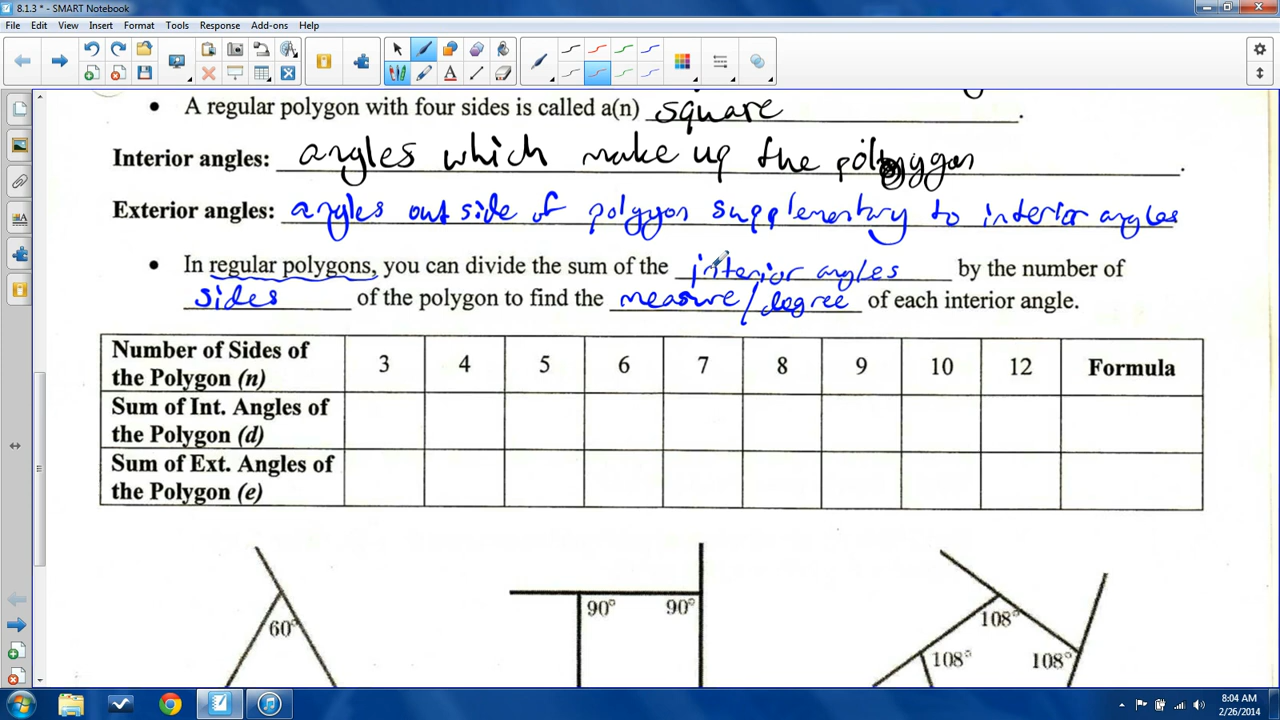 8.1.3 * - SMART Notebook
File Edit View Insert Format Tools Response Add-ons Help
• A regular polygon with four sides is called a(n) square.
Interior angles: angles which make up the polygon
Exterior angles: angles outside of polygon supplementary to interior angles
• In regular polygons, you can divide the sum of the interior angles by the number of
sides of the polygon to find the measure/degree of each interior angle.
Number of Sides of the Polygon (n) 3 4 5 6 7 8 9 10 12 Formula
Sum of Int. Angles of the Polygon (d)
Sum of Ext. Angles of the Polygon (e)
60°
90° 90°
108°
108° 108°
8:04 AM
2/26/2014